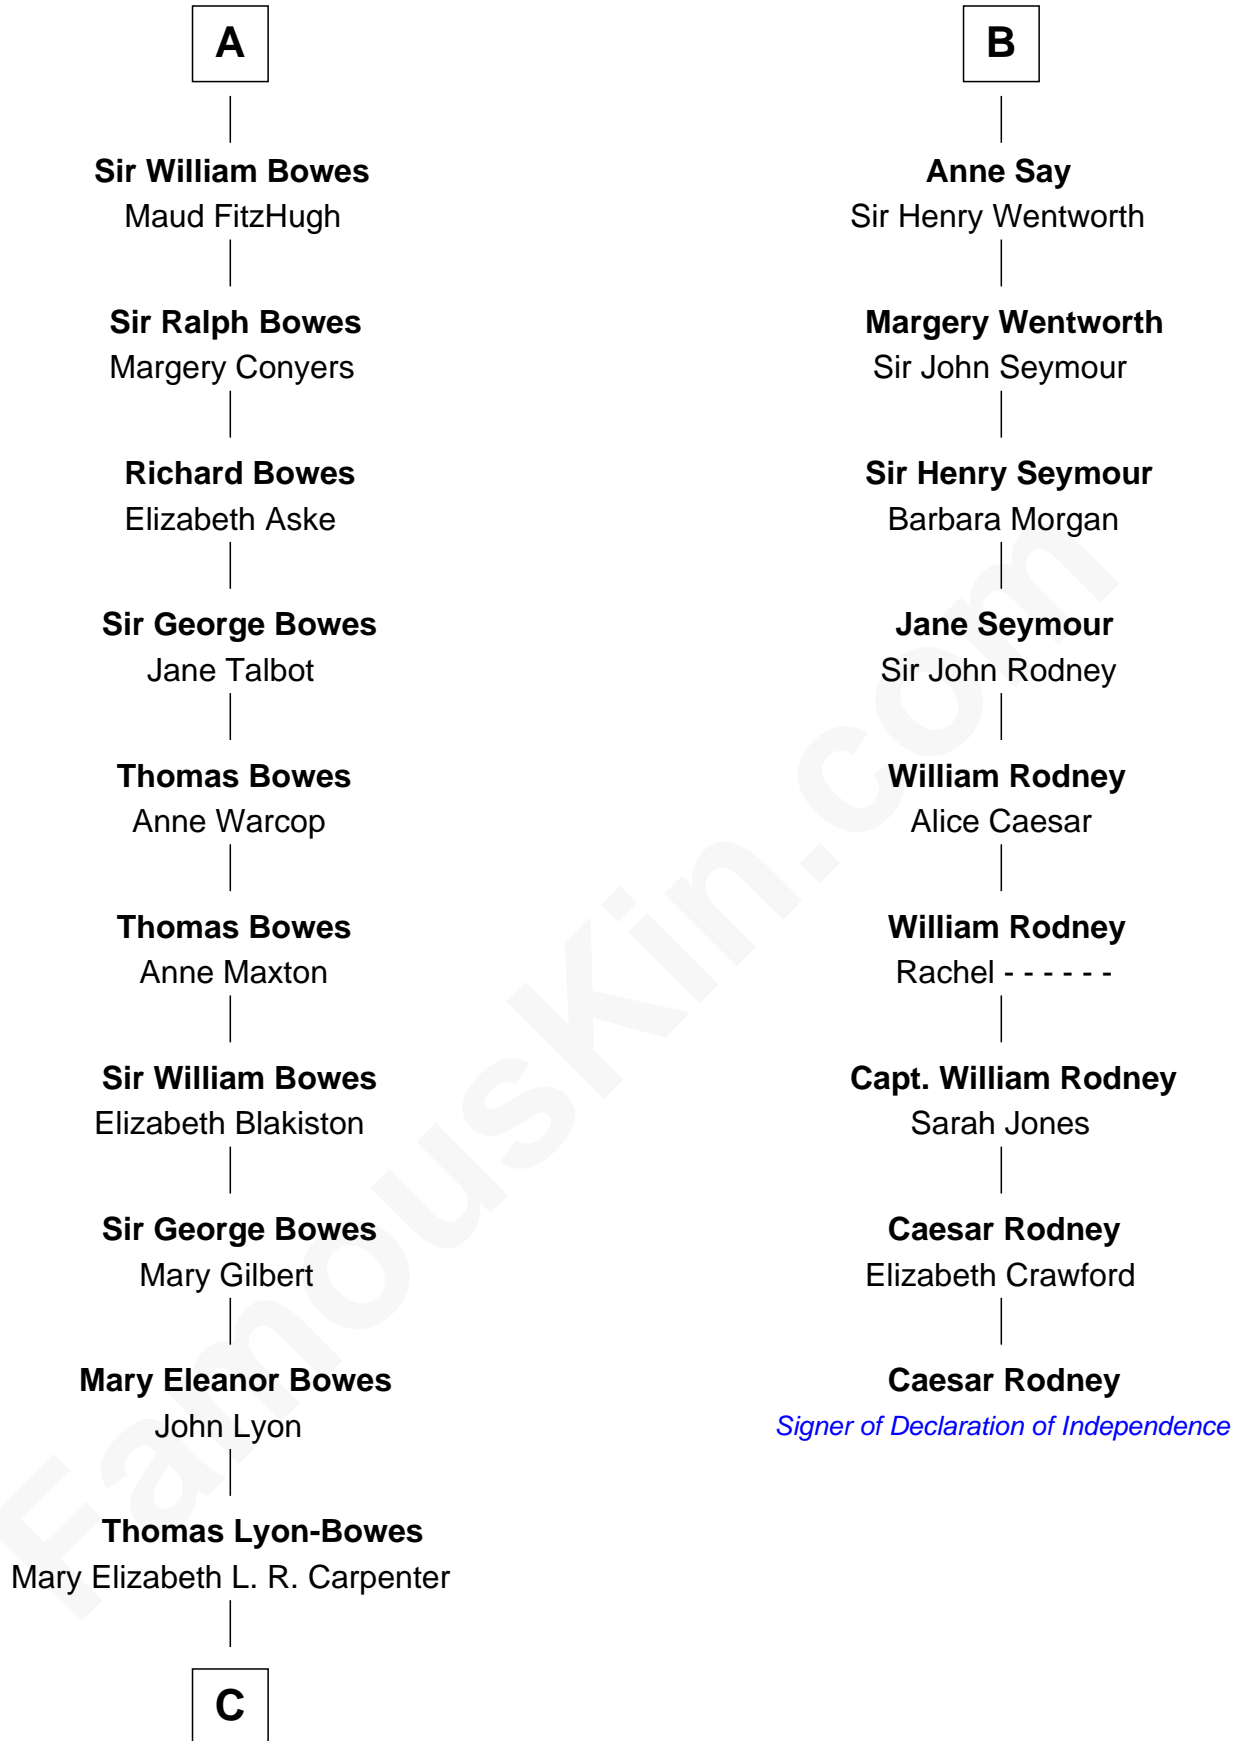 A
Sir William Bowes
Maud FitzHugh
Sir Ralph Bowes
Margery Conyers
Richard Bowes
Elizabeth Aske
Sir George Bowes
Jane Talbot
Thomas Bowes
Anne Warcop
Thomas Bowes
Anne Maxton
Sir William Bowes
Elizabeth Blakiston
Sir George Bowes
Mary Gilbert
Mary Eleanor Bowes
John Lyon
Thomas Lyon-Bowes
Mary Elizabeth L. R. Carpenter
C
B
Anne Say
Sir Henry Wentworth
Margery Wentworth
Sir John Seymour
Sir Henry Seymour
Barbara Morgan
Jane Seymour
Sir John Rodney
William Rodney
Alice Caesar
William Rodney
Rachel - - - - - -
Capt. William Rodney
Sarah Jones
Caesar Rodney
Elizabeth Crawford
Caesar Rodney
Signer of Declaration of Independence
FamousKin.com